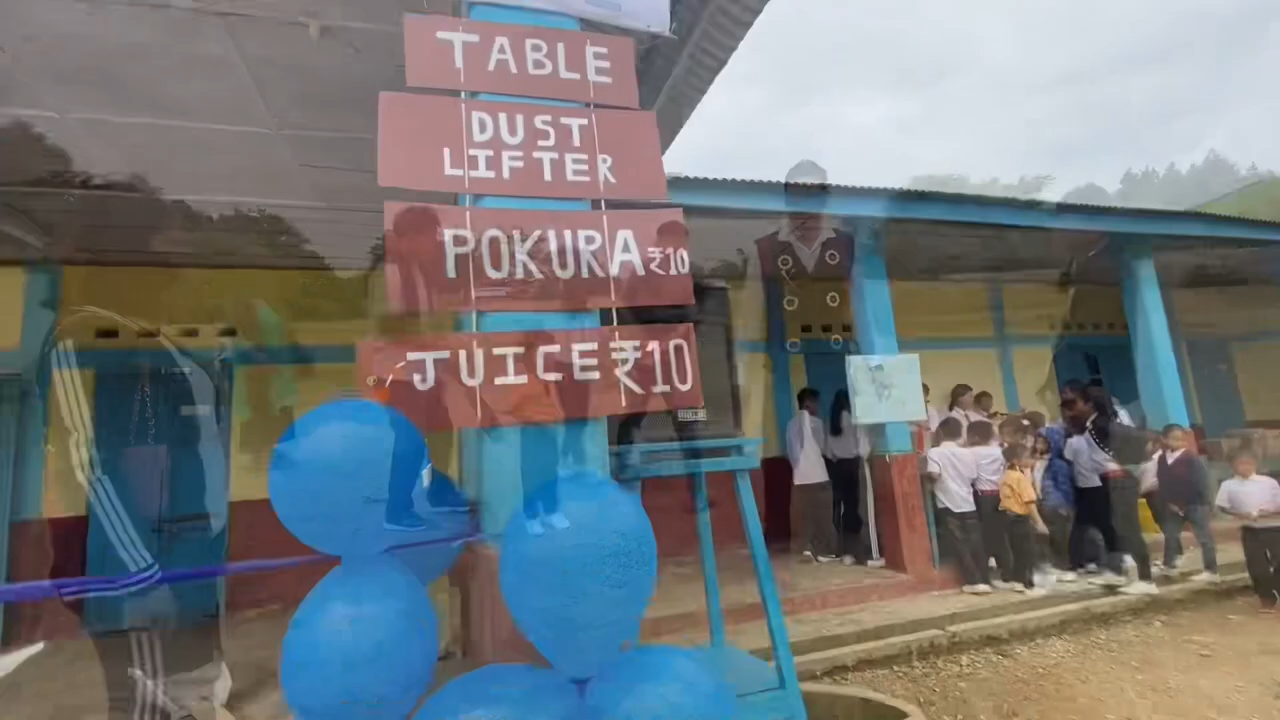 TABLE
DUST
LIFTER
POKURA ₹10
JUICE ₹10